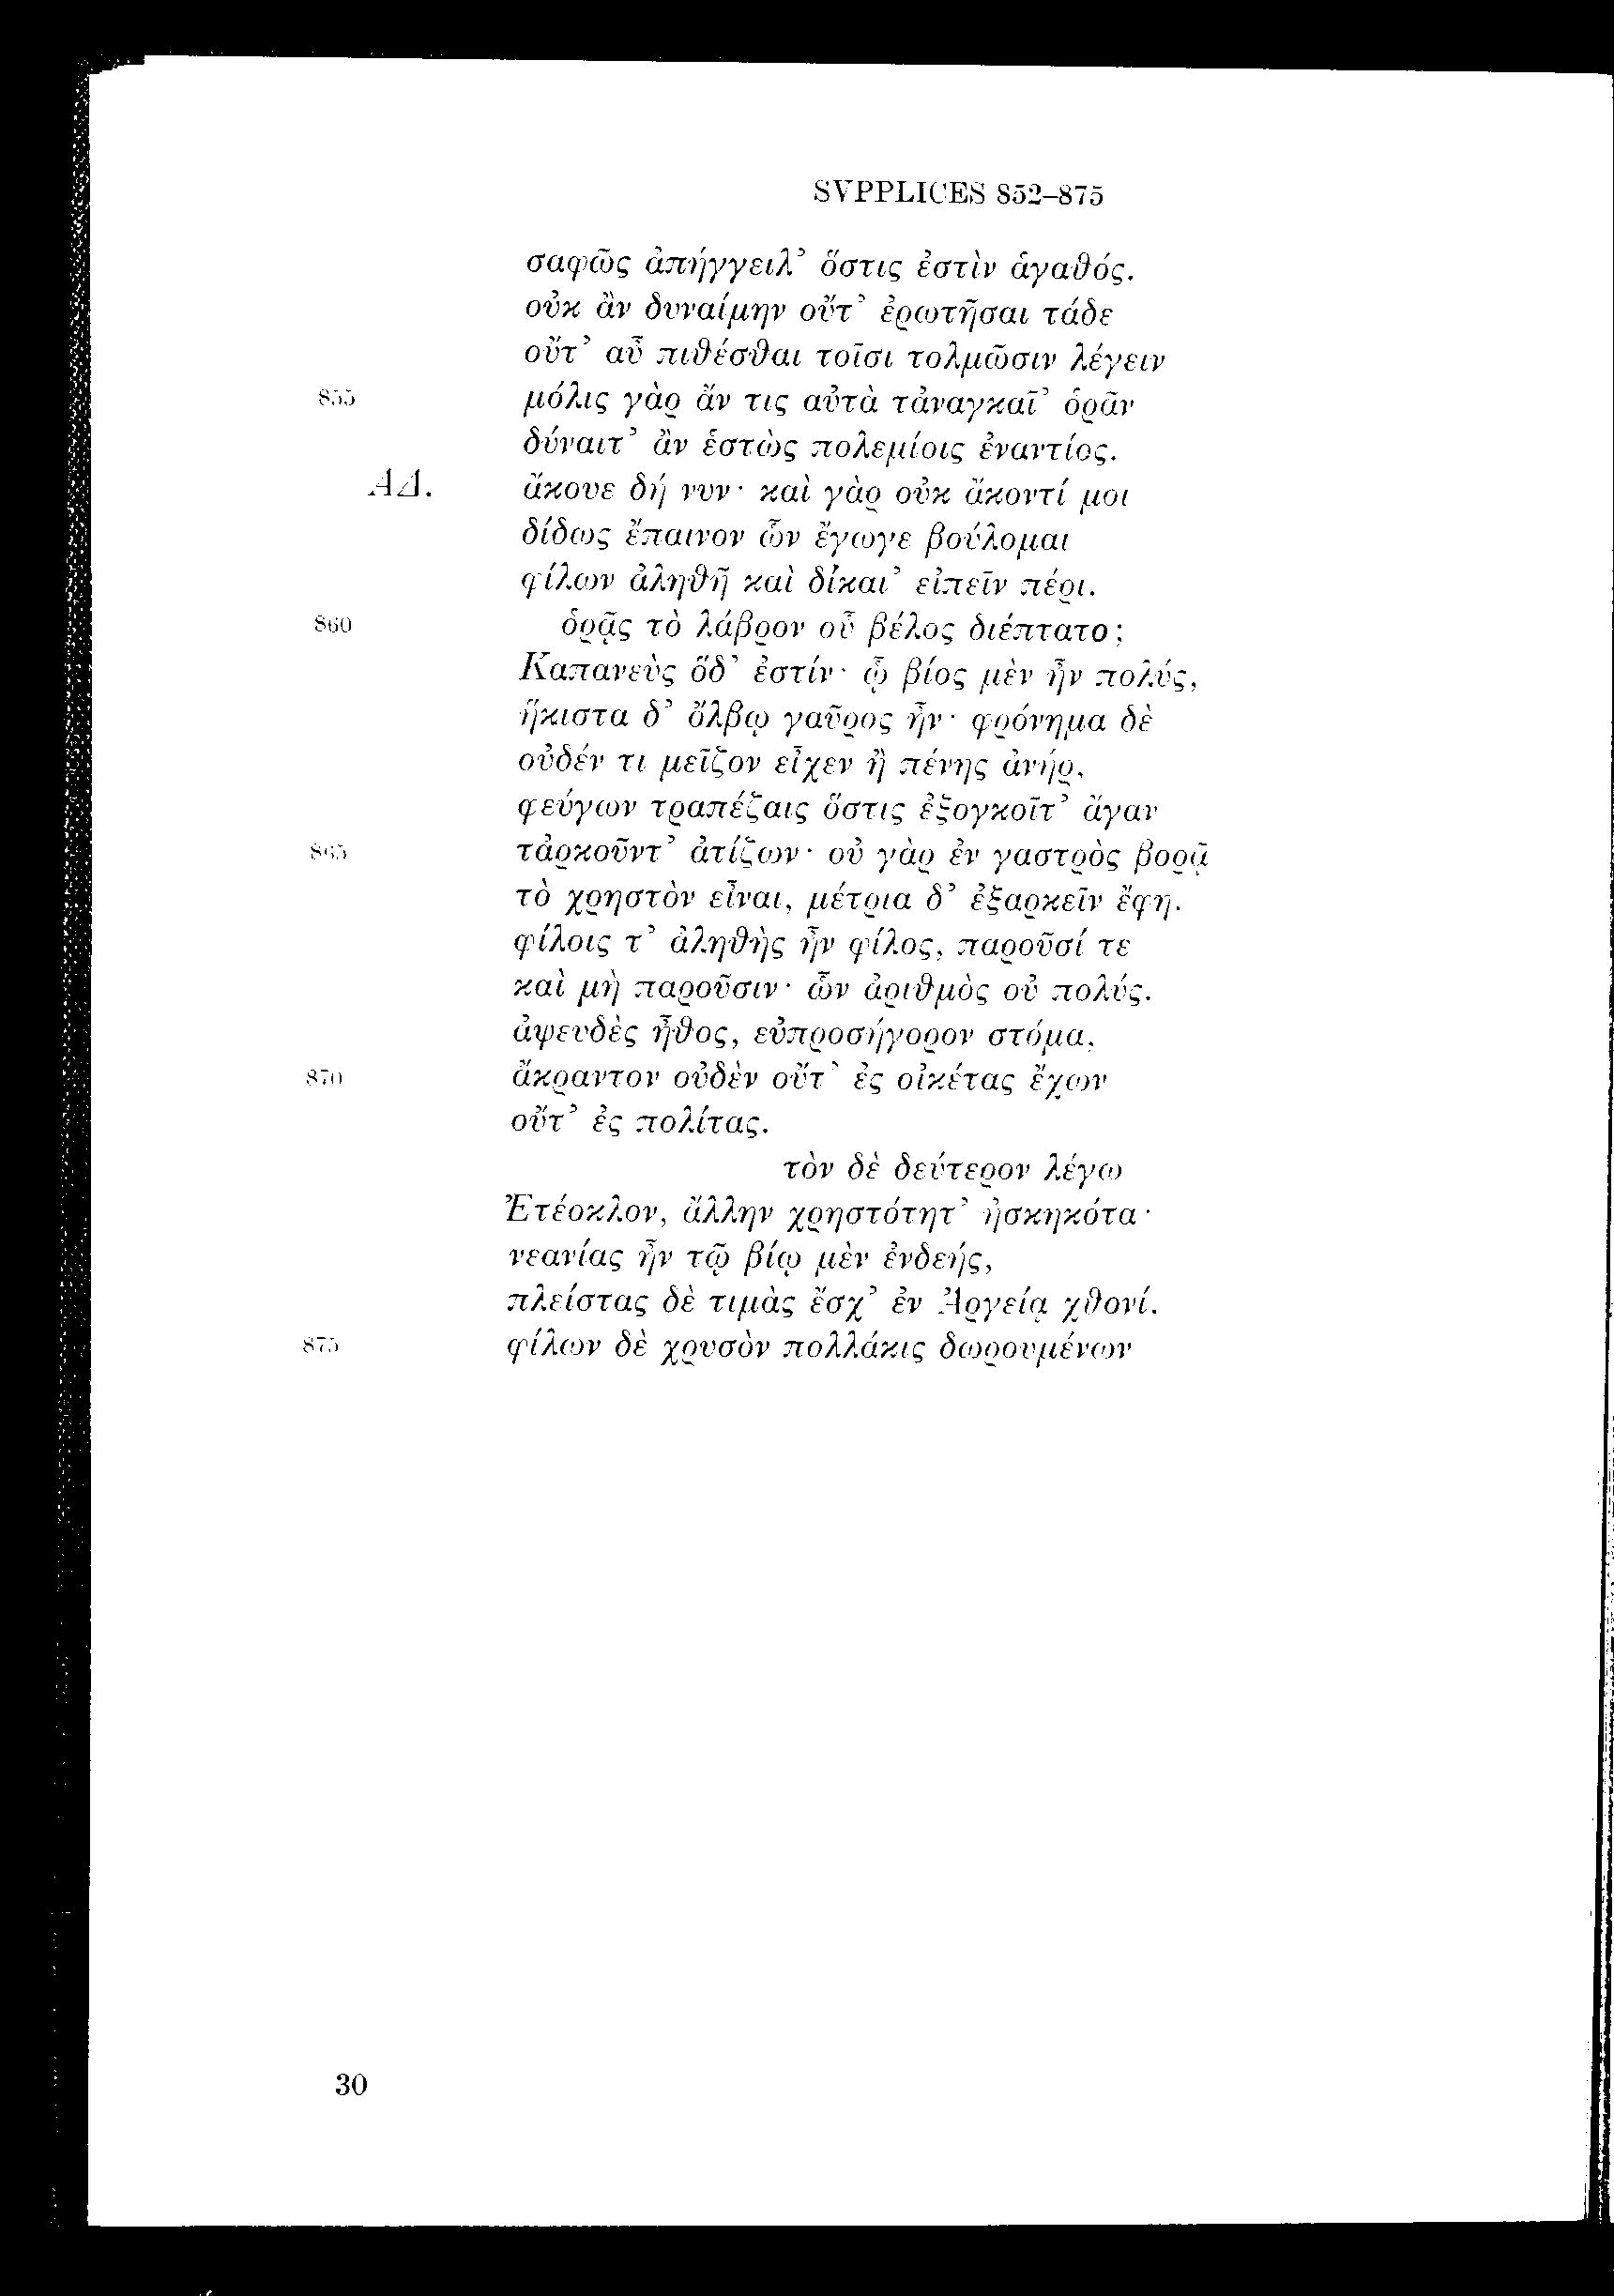 SVPPLICES 852–875
σαφῶς ἀπήγγειλ’ ὅστις ἐστὶν ἁγαθός.
οὐκ ἂν δυναίμην οὔτ’ ἐρωτῆσαι τάδε
οὔτ’ αὖ πιθέσθαι τοῖσι τολμῶσιν λέγειν
855 μόλις γὰρ ἄν τις αὐτὰ τἀναγκαῖ’ ὁρᾶν
δύναιτ’ ἂν ἑστὼς πολεμίοις ἐναντίος.
ΑΔ. ἄκουε δή νυν· καὶ γὰρ οὐκ ἄκοντί μοι
δίδως ἔπαινον ὧν ἔγωγε βούλομαι
φίλων ἀληθῆ καὶ δίκαι’ εἰπεῖν πέρι.
860 ὁρᾷς τὸ λάβρον οὗ βέλος διέπτατο;
Καπανεὺς ὅδ’ ἐστίν· ᾧ βίος μὲν ἦν πολύς,
ἥκιστα δ’ ὄλβῳ γαῦρος ἦν· φρόνημα δὲ
οὐδέν τι μεῖζον εἶχεν ἢ πένης ἀνήρ,
φεύγων τραπέζαις ὅστις ἐξογκοῖτ’ ἄγαν
865 τἀρκοῦντ’ ἀτίζων· οὐ γὰρ ἐν γαστρὸς βορᾷ
τὸ χρηστὸν εἶναι, μέτρια δ’ ἐξαρκεῖν ἔφη.
φίλοις τ’ ἀληθὴς ἦν φίλος, παροῦσί τε
καὶ μὴ παροῦσιν· ὧν ἀριθμὸς οὐ πολύς.
ἀψευδὲς ἦθος, εὐπροσήγορον στόμα,
870 ἄκραντον οὐδὲν οὔτ’ ἐς οἰκέτας ἔχων
οὔτ’ ἐς πολίτας.
τὸν δὲ δεύτερον λέγω
Ἐτέοκλον, ἄλλην χρηστότητ’ ἠσκηκότα·
νεανίας ἦν τῷ βίῳ μὲν ἐνδεής,
πλείστας δὲ τιμὰς ἔσχ’ ἐν Ἀργείᾳ χθονί.
875 φίλων δὲ χρυσὸν πολλάκις δωρουμένων
30